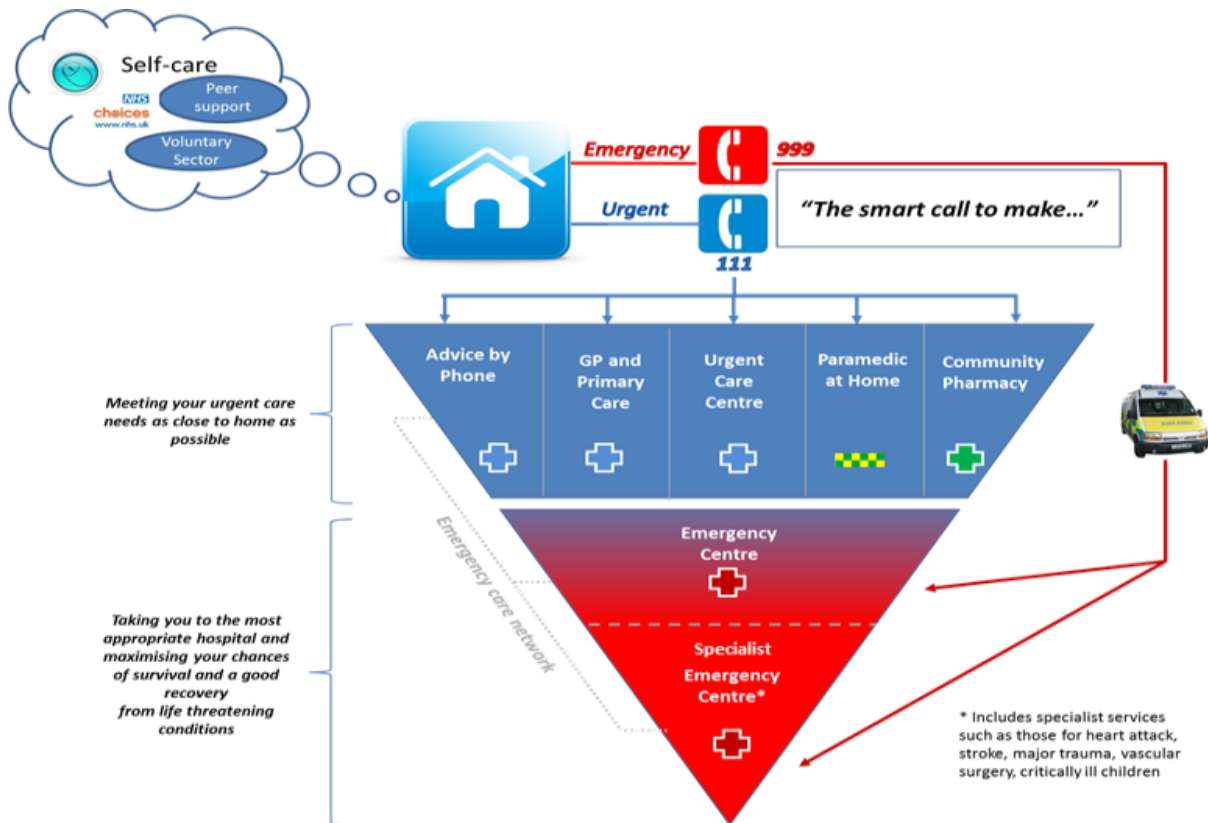 Self-care
Peer
support
NHS
choices
www.nhs.uk
Voluntary
Sector
Emergency
999
Urgent
111
“The smart call to make...”
Advice by
Phone
GP and
Primary
Care
Urgent
Care
Centre
Paramedic
at Home
Community
Pharmacy
Meeting your urgent care
needs as close to home as
possible
Emergency care network
Emergency
Centre
Taking you to the most
appropriate hospital and
maximising your chances
of survival and a good
recovery
from life threatening
conditions
Specialist
Emergency
Centre*
* Includes specialist services
such as those for heart attack,
stroke, major trauma, vascular
surgery, critically ill children